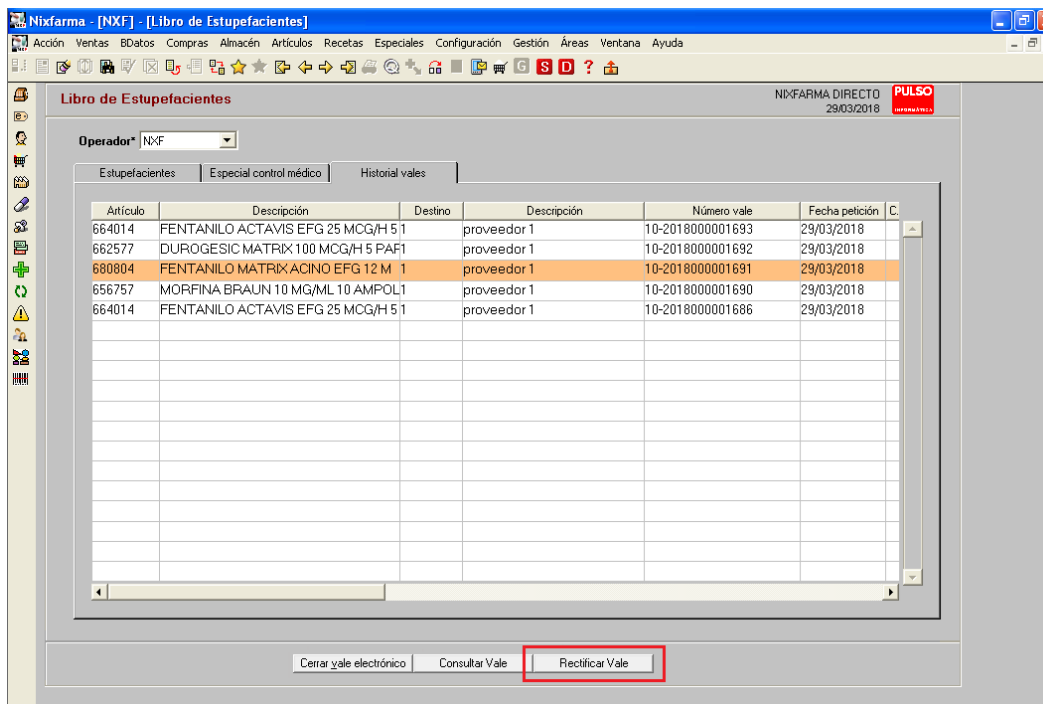 Nixfarma - [NXF] - [Libro de Estupefacientes]
Acción Ventas BDatos Compras Almacén Artículos Recetas Especiales Configuración Gestión Áreas Ventana Ayuda
G S D ?
Libro de Estupefacientes NIXFARMA DIRECTO PULSO
29/03/2018 INFORMÁTICA
Operador* NXF
Estupefacientes Especial control médico Historial vales
Artículo Descripción Destino Descripción Número vale Fecha petición C.
664014 FENTANILO ACTAVIS EFG 25 MCG/H 5 1 proveedor 1 10-2018000001693 29/03/2018
662577 DUROGESIC MATRIX 100 MCG/H 5 PAR 1 proveedor 1 10-2018000001692 29/03/2018
680804 FENTANILO MATRIX ACINO EFG 12 M 1 proveedor 1 10-2018000001691 29/03/2018
656757 MORFINA BRAUN 10 MG/ML 10 AMPOL 1 proveedor 1 10-2018000001690 29/03/2018
664014 FENTANILO ACTAVIS EFG 25 MCG/H 5 1 proveedor 1 10-2018000001686 29/03/2018
Cerrar vale electrónico Consultar Vale Rectificar Vale